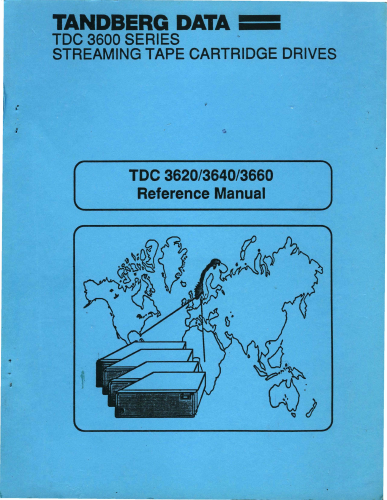 TANDBERG DATA
TDC 3600 SERIES
STREAMING TAPE CARTRIDGE DRIVES
TDC 3620/3640/3660
Reference Manual